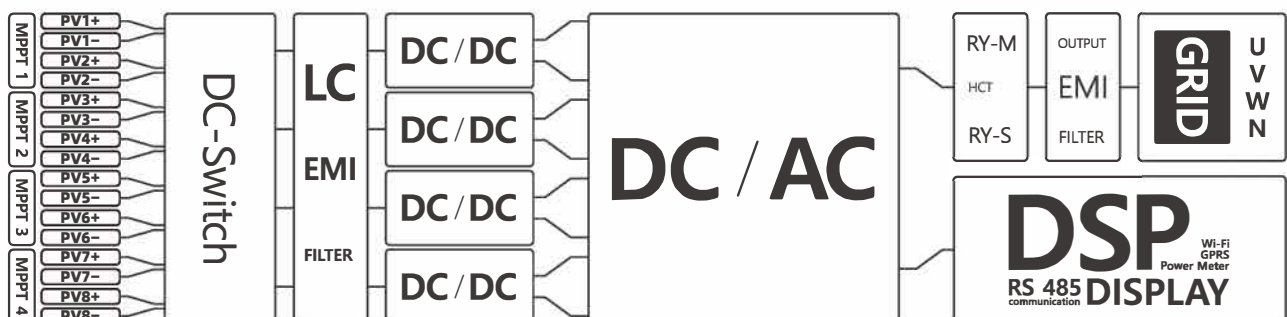 MPPT 1
PV1+
PV1−
PV2+
PV2−
MPPT 2
PV3+
PV3−
PV4+
PV4−
MPPT 3
PV5+
PV5−
PV6+
PV6−
MPPT 4
PV7+
PV7−
PV8+
PV8−
DC-Switch
LC
EMI
FILTER
DC/DC
DC/DC
DC/DC
DC/DC
DC/AC
RY-M
HCT
RY-S
OUTPUT
EMI
FILTER
GRID
U
V
W
N
DSP
Wi-Fi
GPRS
Power Meter
RS 485
communication
DISPLAY